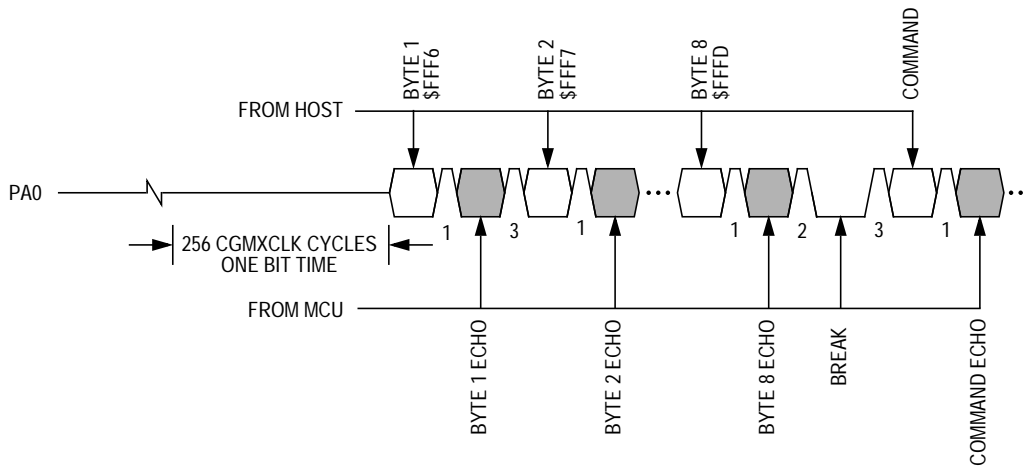 BYTE 1
$FFF6
BYTE 2
$FFF7
BYTE 8
$FFFD
COMMAND
FROM HOST
PA0
1
3
1
1
2
3
1
256 CGMXCLK CYCLES
ONE BIT TIME
FROM MCU
BYTE 1 ECHO
BYTE 2 ECHO
BYTE 8 ECHO
BREAK
COMMAND ECHO